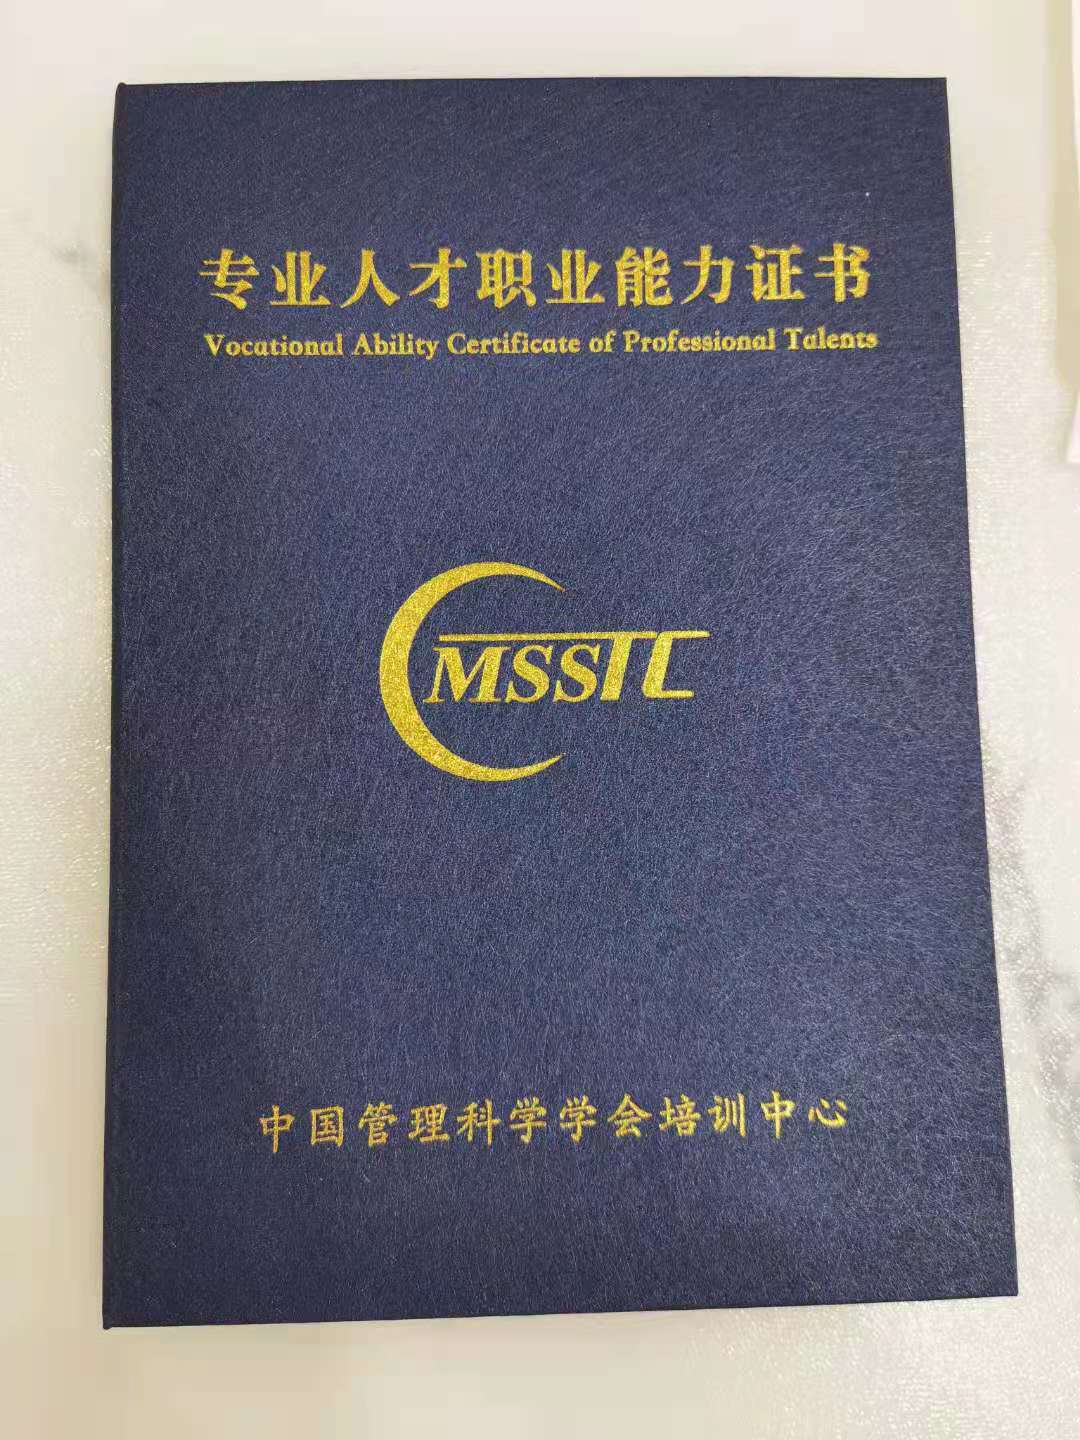 专业人才职业能力证书
Vocational Ability Certificate of Professional Talents
CMSSTC
中国管理科学学会培训中心